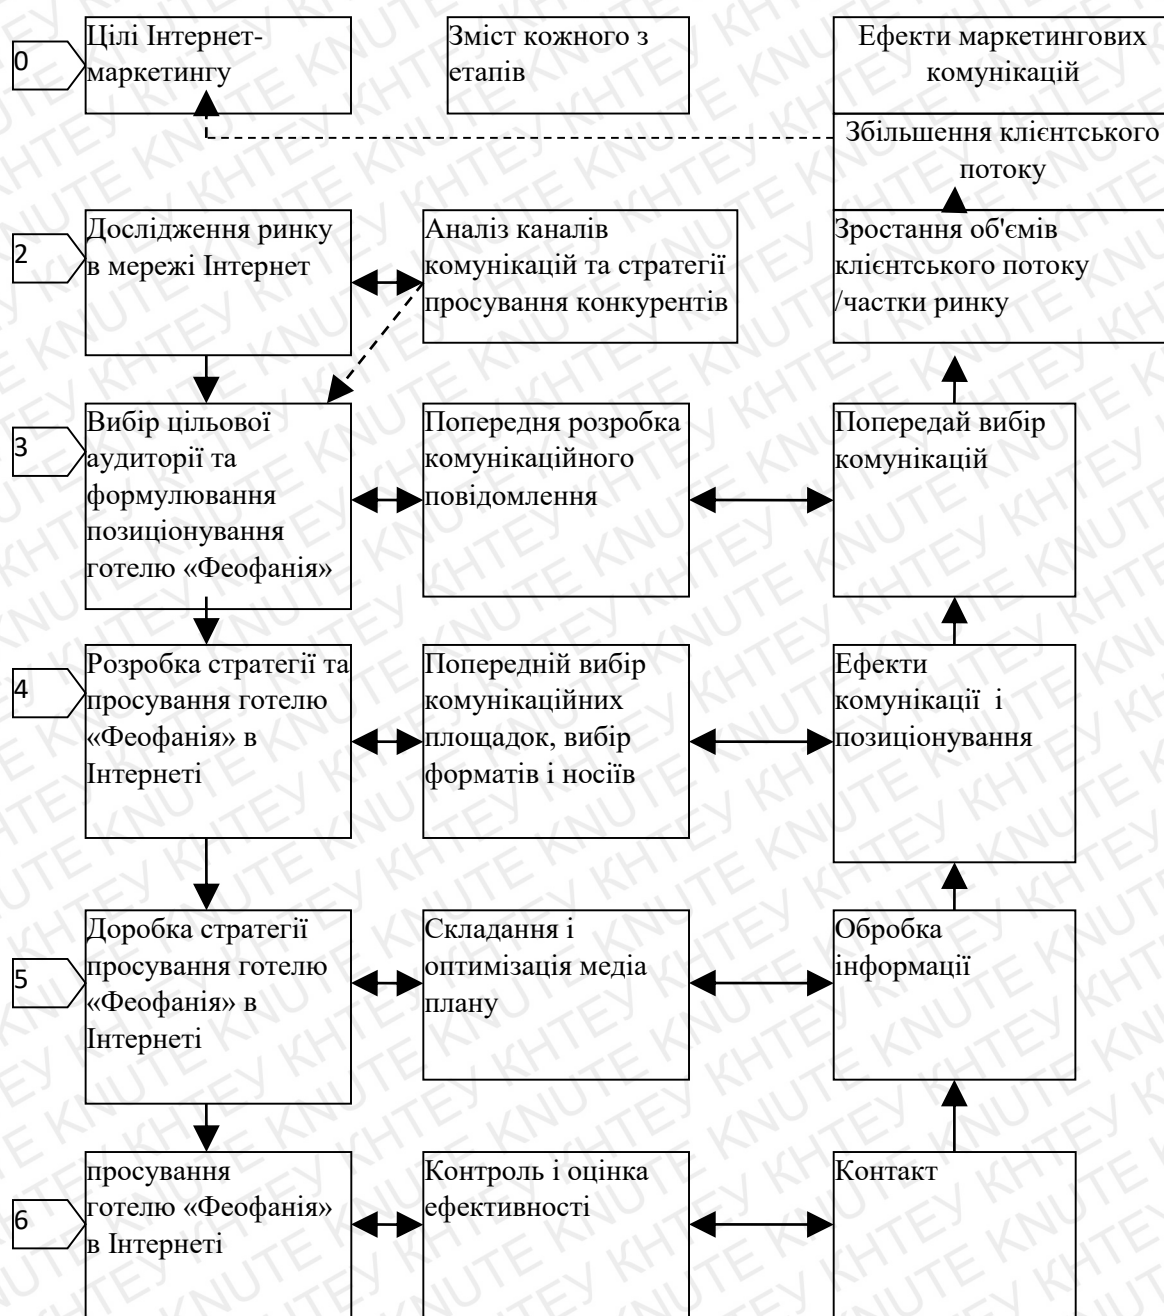 0
Цілі Інтернет-
маркетингу
Зміст кожного з
етапів
Ефекти маркетингових
комунікацій
Збільшення клієнтського
потоку
2
Дослідження ринку
в мережі Інтернет
Аналіз каналів
комунікацій та стратегії
просування конкурентів
Зростання об'ємів
клієнтського потоку
/частки ринку
3
Вибір цільової
аудиторії та
формулювання
позиціонування
готелю «Феофанія»
Попередня розробка
комунікаційного
повідомлення
Попередай вибір
комунікацій
4
Розробка стратегії та
просування готелю
«Феофанія» в
Інтернеті
Попередній вибір
комунікаційних
площадок, вибір
форматів і носіїв
Ефекти
комунікації і
позиціонування
5
Доробка стратегії
просування готелю
«Феофанія» в
Інтернеті
Складання і
оптимізація медіа
плану
Обробка
інформації
6
просування
готелю «Феофанія»
в Інтернеті
Контроль і оцінка
ефективності
Контакт